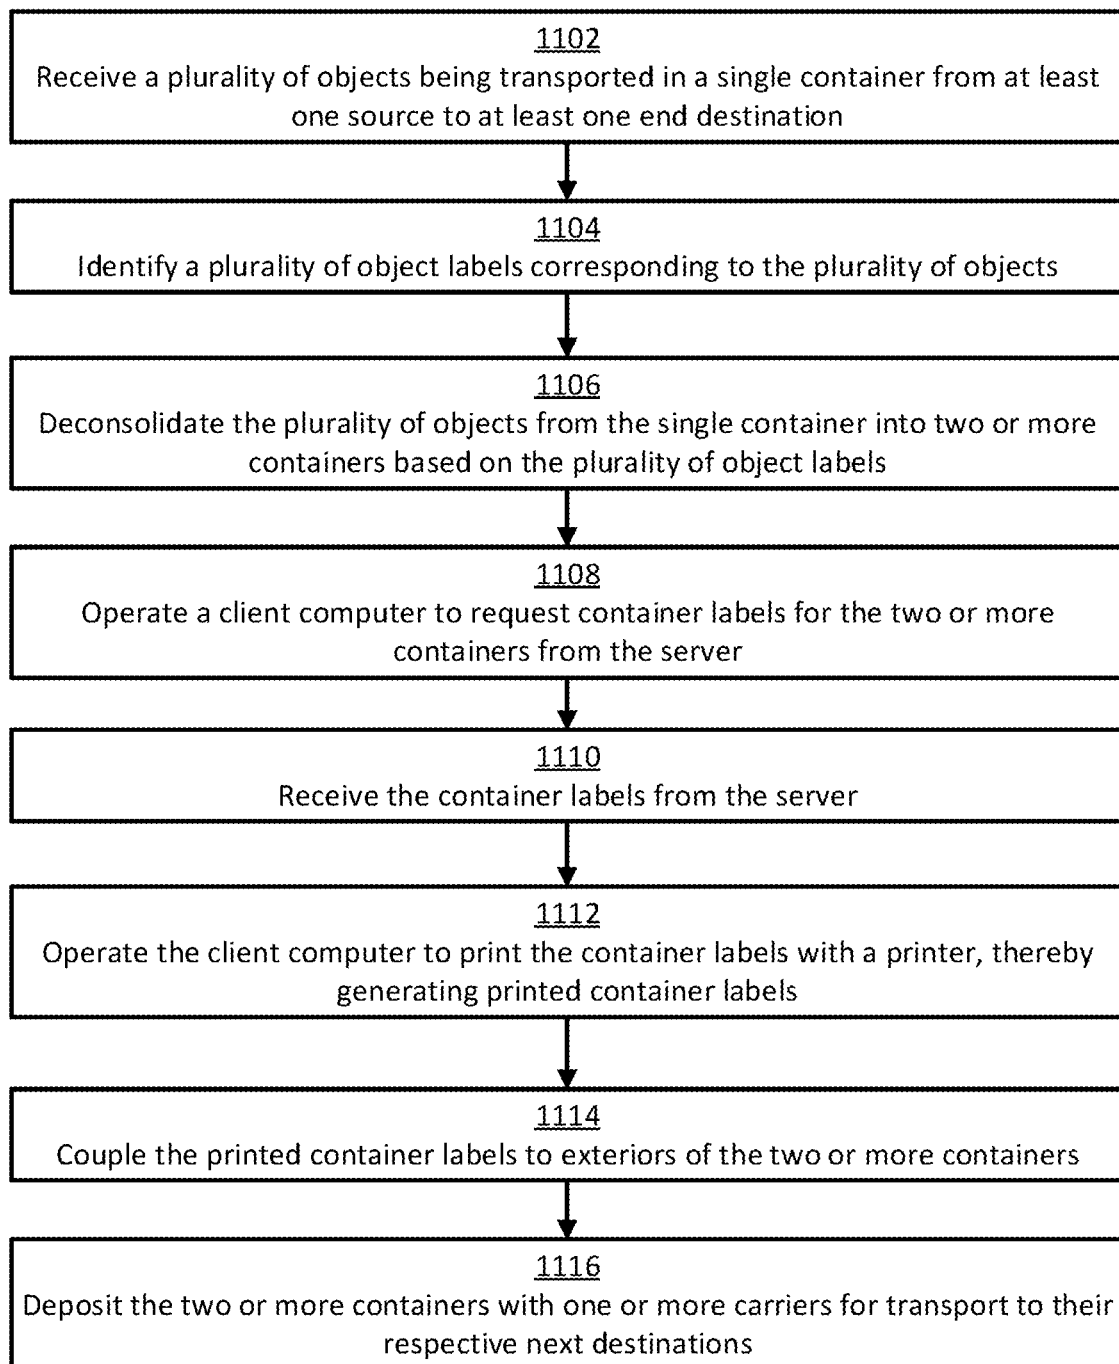 1102
Receive a plurality of objects being transported in a single container from at least
one source to at least one end destination
1104
Identify a plurality of object labels corresponding to the plurality of objects
1106
Deconsolidate the plurality of objects from the single container into two or more
containers based on the plurality of object labels
1108
Operate a client computer to request container labels for the two or more
containers from the server
1110
Receive the container labels from the server
1112
Operate the client computer to print the container labels with a printer, thereby
generating printed container labels
1114
Couple the printed container labels to exteriors of the two or more containers
1116
Deposit the two or more containers with one or more carriers for transport to their
respective next destinations